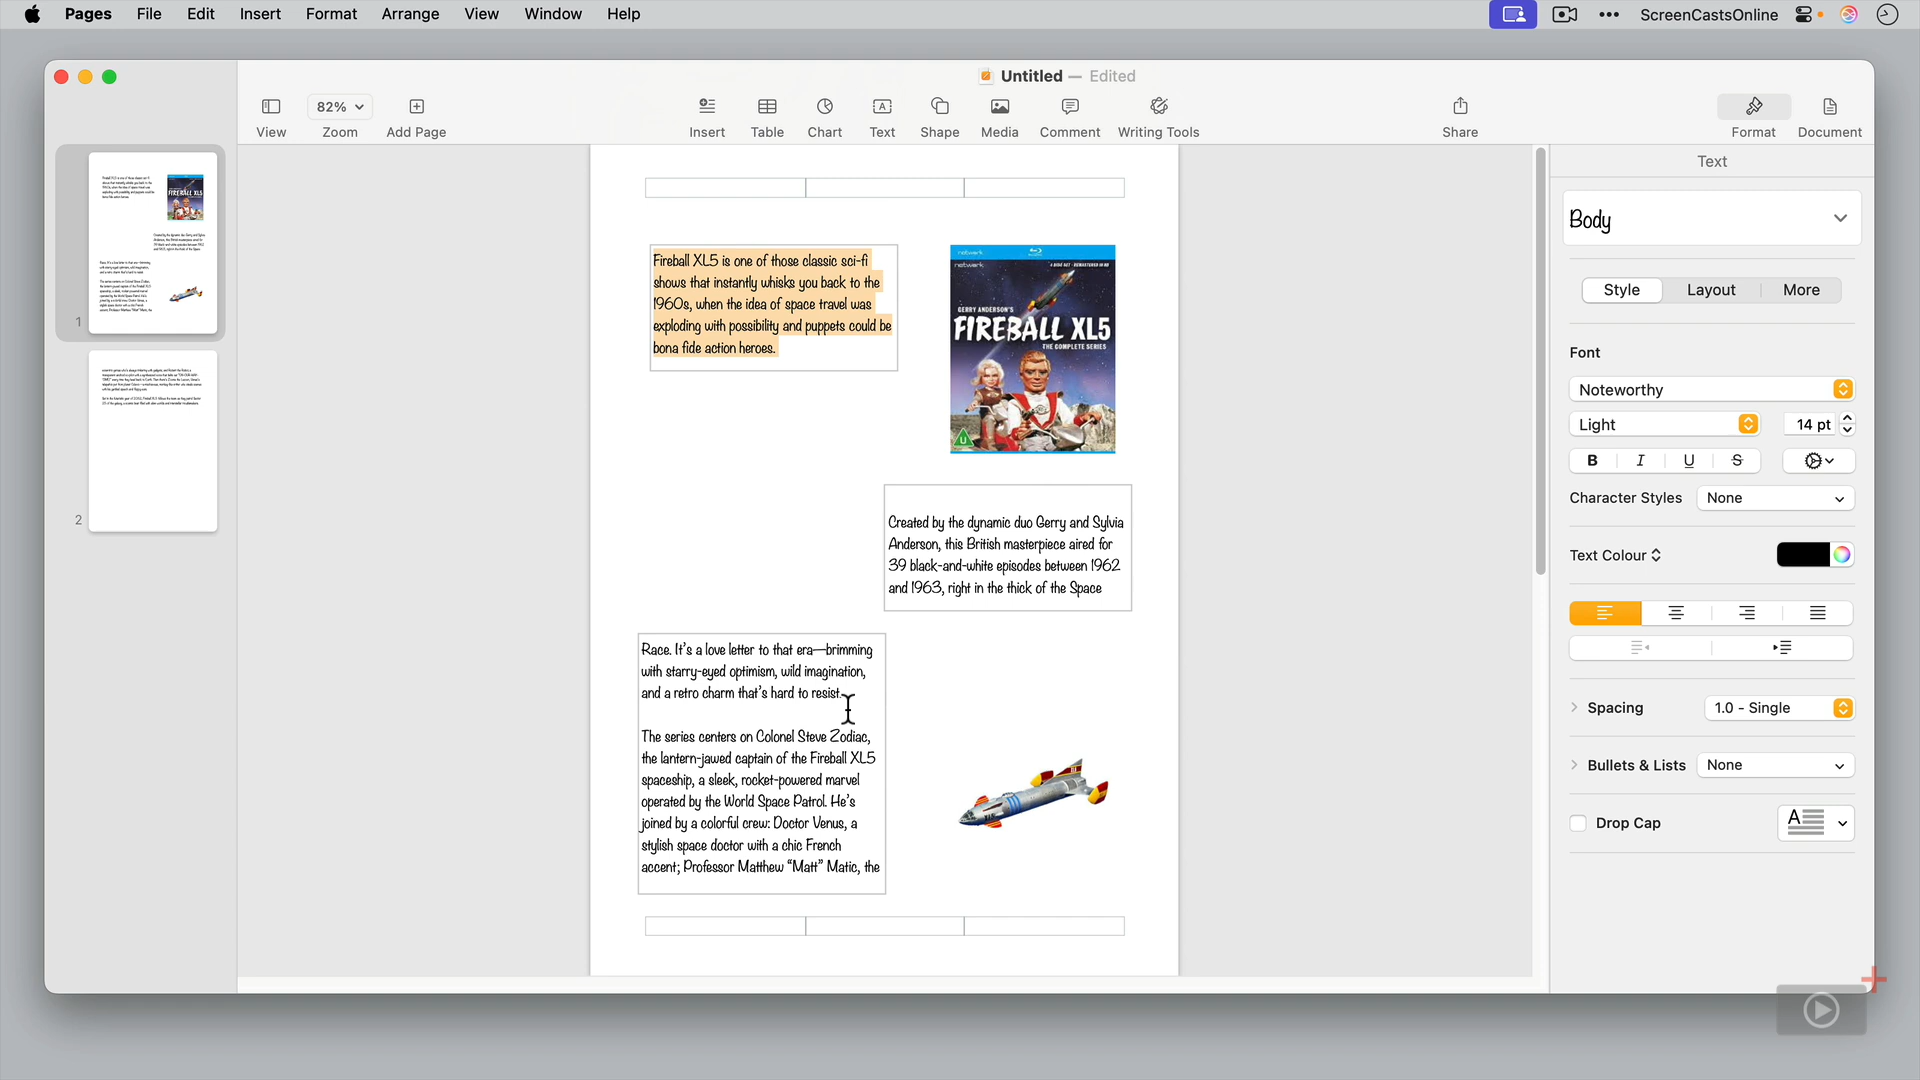 Pages File Edit Insert Format Arrange View Window Help
ScreenCastsOnline
Untitled — Edited
82%
View Zoom Add Page Insert Table Chart Text Shape Media Comment Writing Tools Share Format Document
1
2
Fireball XL5 is one of those classic sci-fi
shows that instantly whisks you back to the
1960s, when the idea of space travel was
exploding with possibility and puppets could be
bona fide action heroes.
network
GERRY ANDERSON'S
FIREBALL XL5
THE COMPLETE SERIES
U
Created by the dynamic duo Gerry and Sylvia
Anderson, this British masterpiece aired for
39 black-and-white episodes between 1962
and 1963, right in the thick of the Space
Race. It's a love letter to that era—brimming
with starry-eyed optimism, wild imagination,
and a retro charm that's hard to resist.
The series centers on Colonel Steve Zodiac,
the lantern-jawed captain of the Fireball XL5
spaceship, a sleek, rocket-powered marvel
operated by the World Space Patrol. He's
joined by a colorful crew: Doctor Venus, a
stylish space doctor with a chic French
accent; Professor Matthew “Matt” Matic, the
Text
Body
Style Layout More
Font
Noteworthy
Light 14 pt
B I U S
Character Styles None
Text Colour
Spacing 1.0 - Single
Bullets & Lists None
Drop Cap A